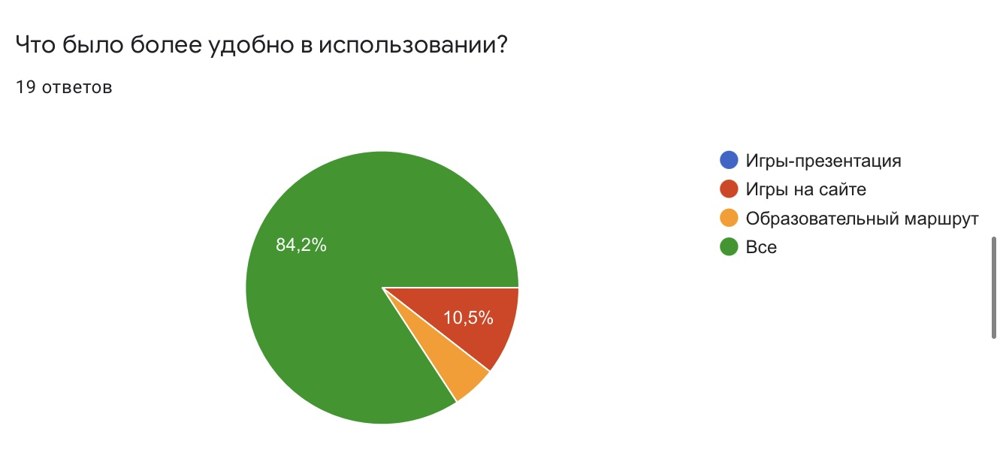 Что было более удобно в использовании?
19 ответов
Игры-презентация
Игры на сайте
Образовательный маршрут
Все
84,2%
10,5%